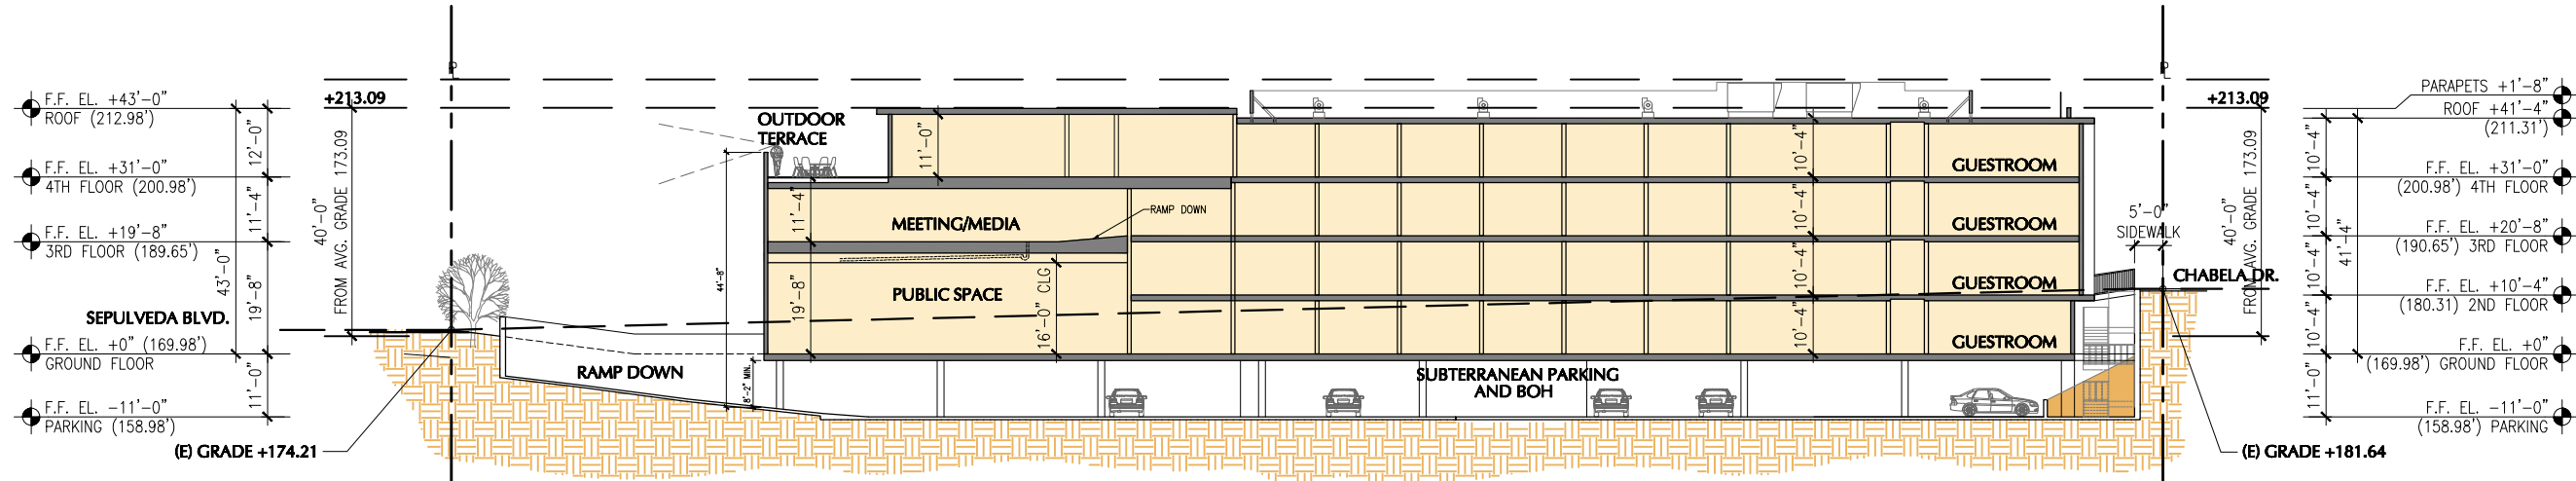 F.F. EL. +43'-0"
ROOF (212.98')
F.F. EL. +31'-0"
4TH FLOOR (200.98')
F.F. EL. +19'-8"
3RD FLOOR (189.65')
SEPULVEDA BLVD.
F.F. EL. +0" (169.98')
GROUND FLOOR
F.F. EL. -11'-0"
PARKING (158.98')
(E) GRADE +174.21
43'-0"
12'-0"
11'-4"
19'-8"
11'-0"
+213.09
40'-0"
FROM AVG. GRADE 173.09
PL
OUTDOOR
TERRACE
44'-8"
11'-4"
19'-8"
8'-2" MIN.
11'-0"
MEETING/MEDIA
RAMP DOWN
PUBLIC SPACE
16'-0" CLG
RAMP DOWN
10'-4"
10'-4"
10'-4"
10'-4"
GUESTROOM
GUESTROOM
GUESTROOM
GUESTROOM
SUBTERRANEAN PARKING
AND BOH
PL
+213.09
5'-0"
SIDEWALK
CHABELA DR.
40'-0"
FROM AVG. GRADE 173.09
(E) GRADE +181.64
10'-4"
10'-4"
10'-4"
10'-4"
11'-0"
41'-4"
PARAPETS +1'-8"
ROOF +41'-4"
(211.31')
F.F. EL. +31'-0"
(200.98') 4TH FLOOR
F.F. EL. +20'-8"
(190.65') 3RD FLOOR
F.F. EL. +10'-4"
(180.31) 2ND FLOOR
F.F. EL. +0"
(169.98') GROUND FLOOR
F.F. EL. -11'-0"
(158.98') PARKING